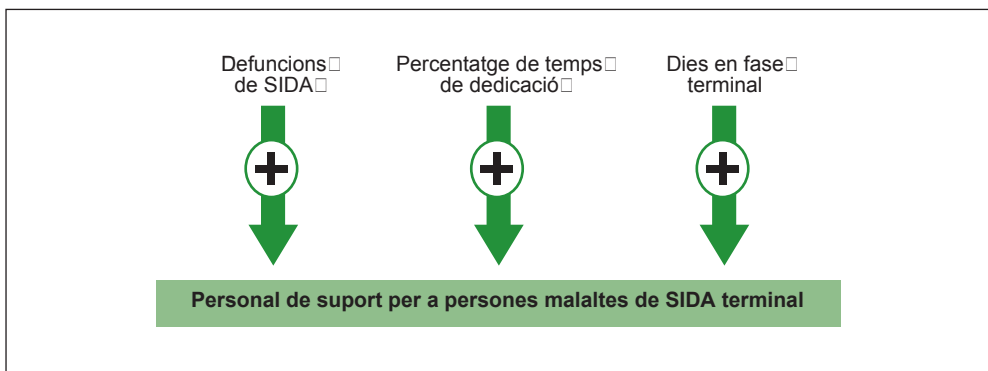 Defuncions
de SIDA
Percentatge de temps
de dedicació
Dies en fase
terminal
Personal de suport per a persones malaltes de SIDA terminal